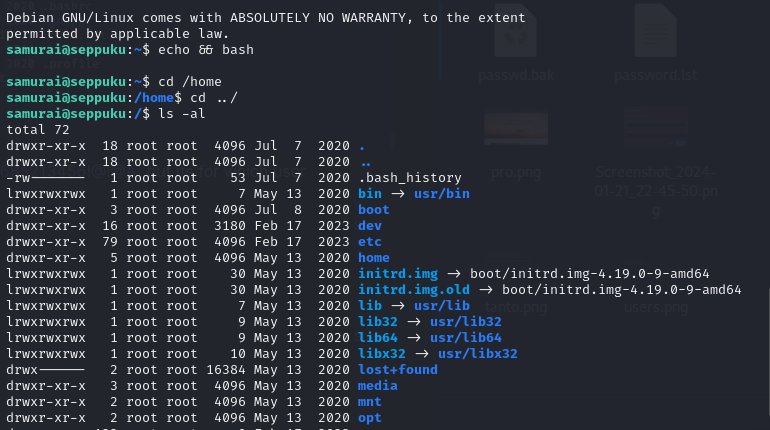 Debian GNU/Linux comes with ABSOLUTELY NO WARRANTY, to the extent
permitted by applicable law.
samurai@seppuku:~$ echo && bash
samurai@seppuku:~$ cd /home
samurai@seppuku:/home$ cd ../
samurai@seppuku:/$ ls -al
total 72
drwxr-xr-x  18 root root  4096 Jul  7  2020 .
drwxr-xr-x  18 root root  4096 Jul  7  2020 ..
-rw-------   1 root root    53 Jul  7  2020 .bash_history
lrwxrwxrwx   1 root root     7 May 13  2020 bin -> usr/bin
drwxr-xr-x   3 root root  4096 Jul  8  2020 boot
drwxr-xr-x  16 root root  3180 Feb 17  2023 dev
drwxr-xr-x  79 root root  4096 Feb 17  2023 etc
drwxr-xr-x   5 root root  4096 May 13  2020 home
lrwxrwxrwx   1 root root    30 May 13  2020 initrd.img -> boot/initrd.img-4.19.0-9-amd64
lrwxrwxrwx   1 root root    30 May 13  2020 initrd.img.old -> boot/initrd.img-4.19.0-9-amd64
lrwxrwxrwx   1 root root     7 May 13  2020 lib -> usr/lib
lrwxrwxrwx   1 root root     9 May 13  2020 lib32 -> usr/lib32
lrwxrwxrwx   1 root root     9 May 13  2020 lib64 -> usr/lib64
lrwxrwxrwx   1 root root    10 May 13  2020 libx32 -> usr/libx32
drwx------   2 root root 16384 May 13  2020 lost+found
drwxr-xr-x   3 root root  4096 May 13  2020 media
drwxr-xr-x   2 root root  4096 May 13  2020 mnt
drwxr-xr-x   2 root root  4096 May 13  2020 opt
passwd.bak
password.lst
pro.png
Screenshot_2024-
01-21_22-45-50.pn
g
tanto.png
users.png